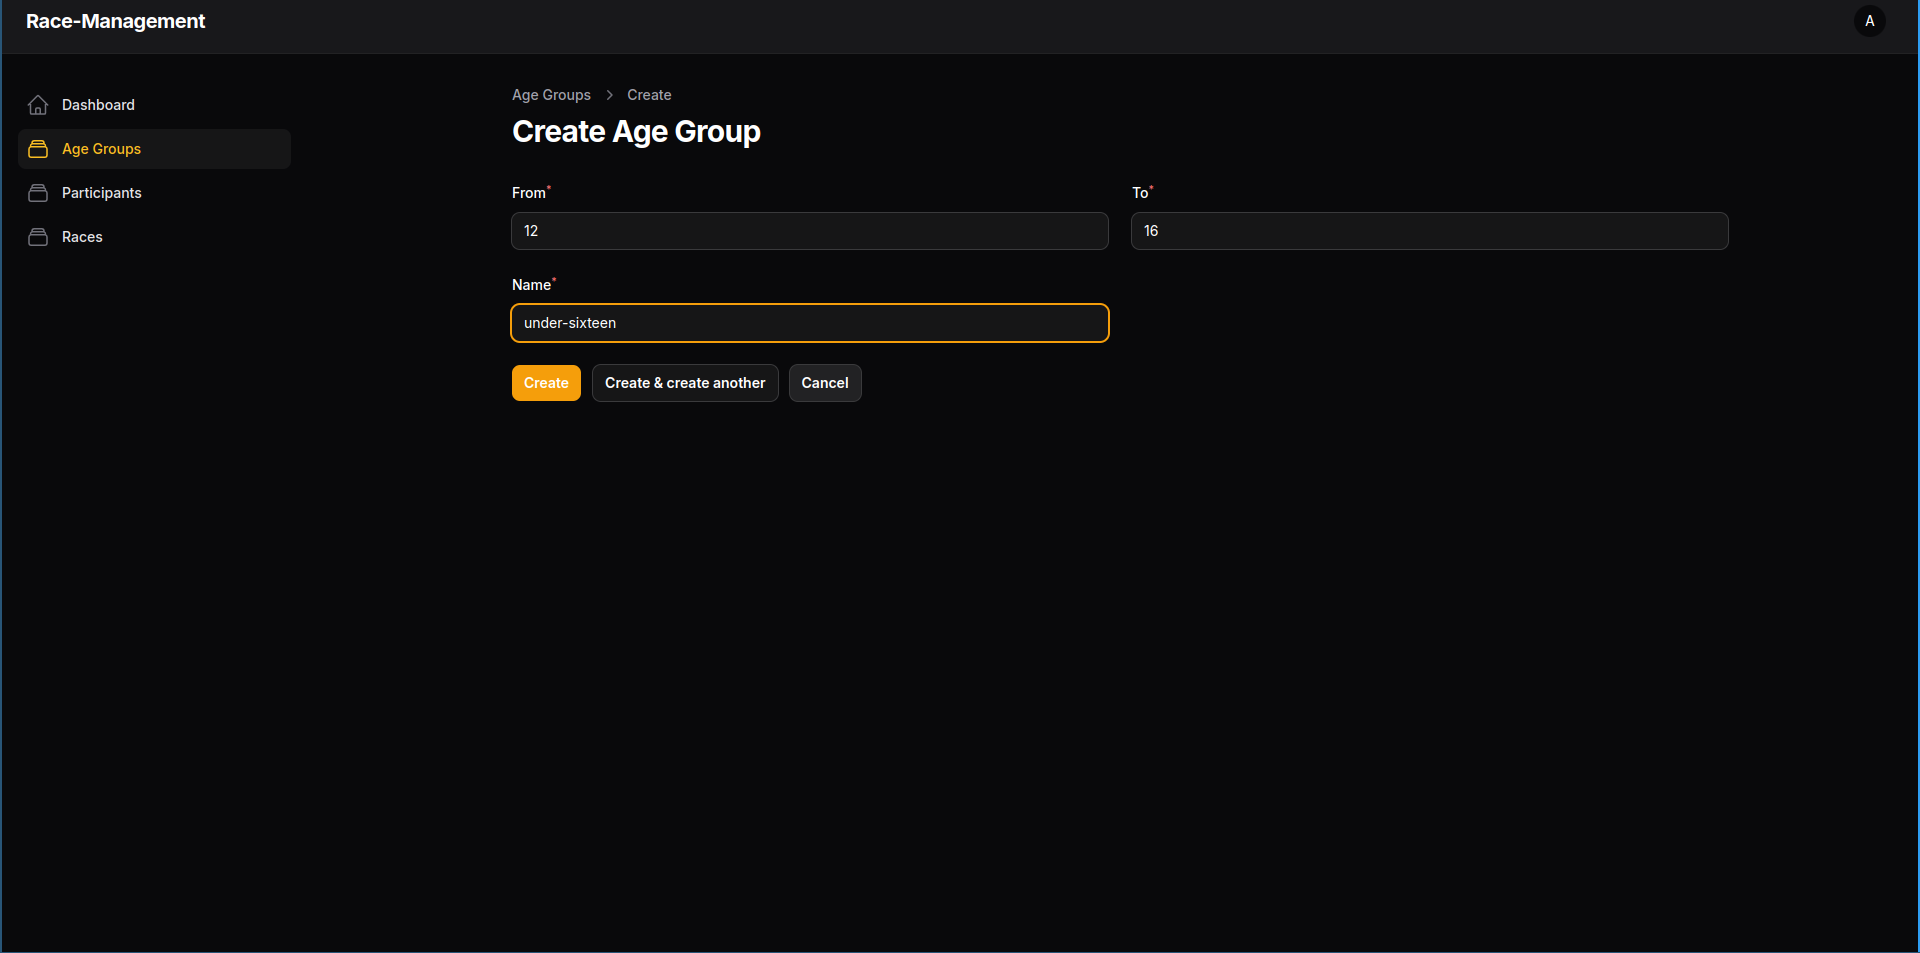 Race-Management
A
Dashboard
Age Groups
Participants
Races
Age Groups > Create
Create Age Group
From* To*
12 16
Name*
under-sixteen
Create Create & create another Cancel